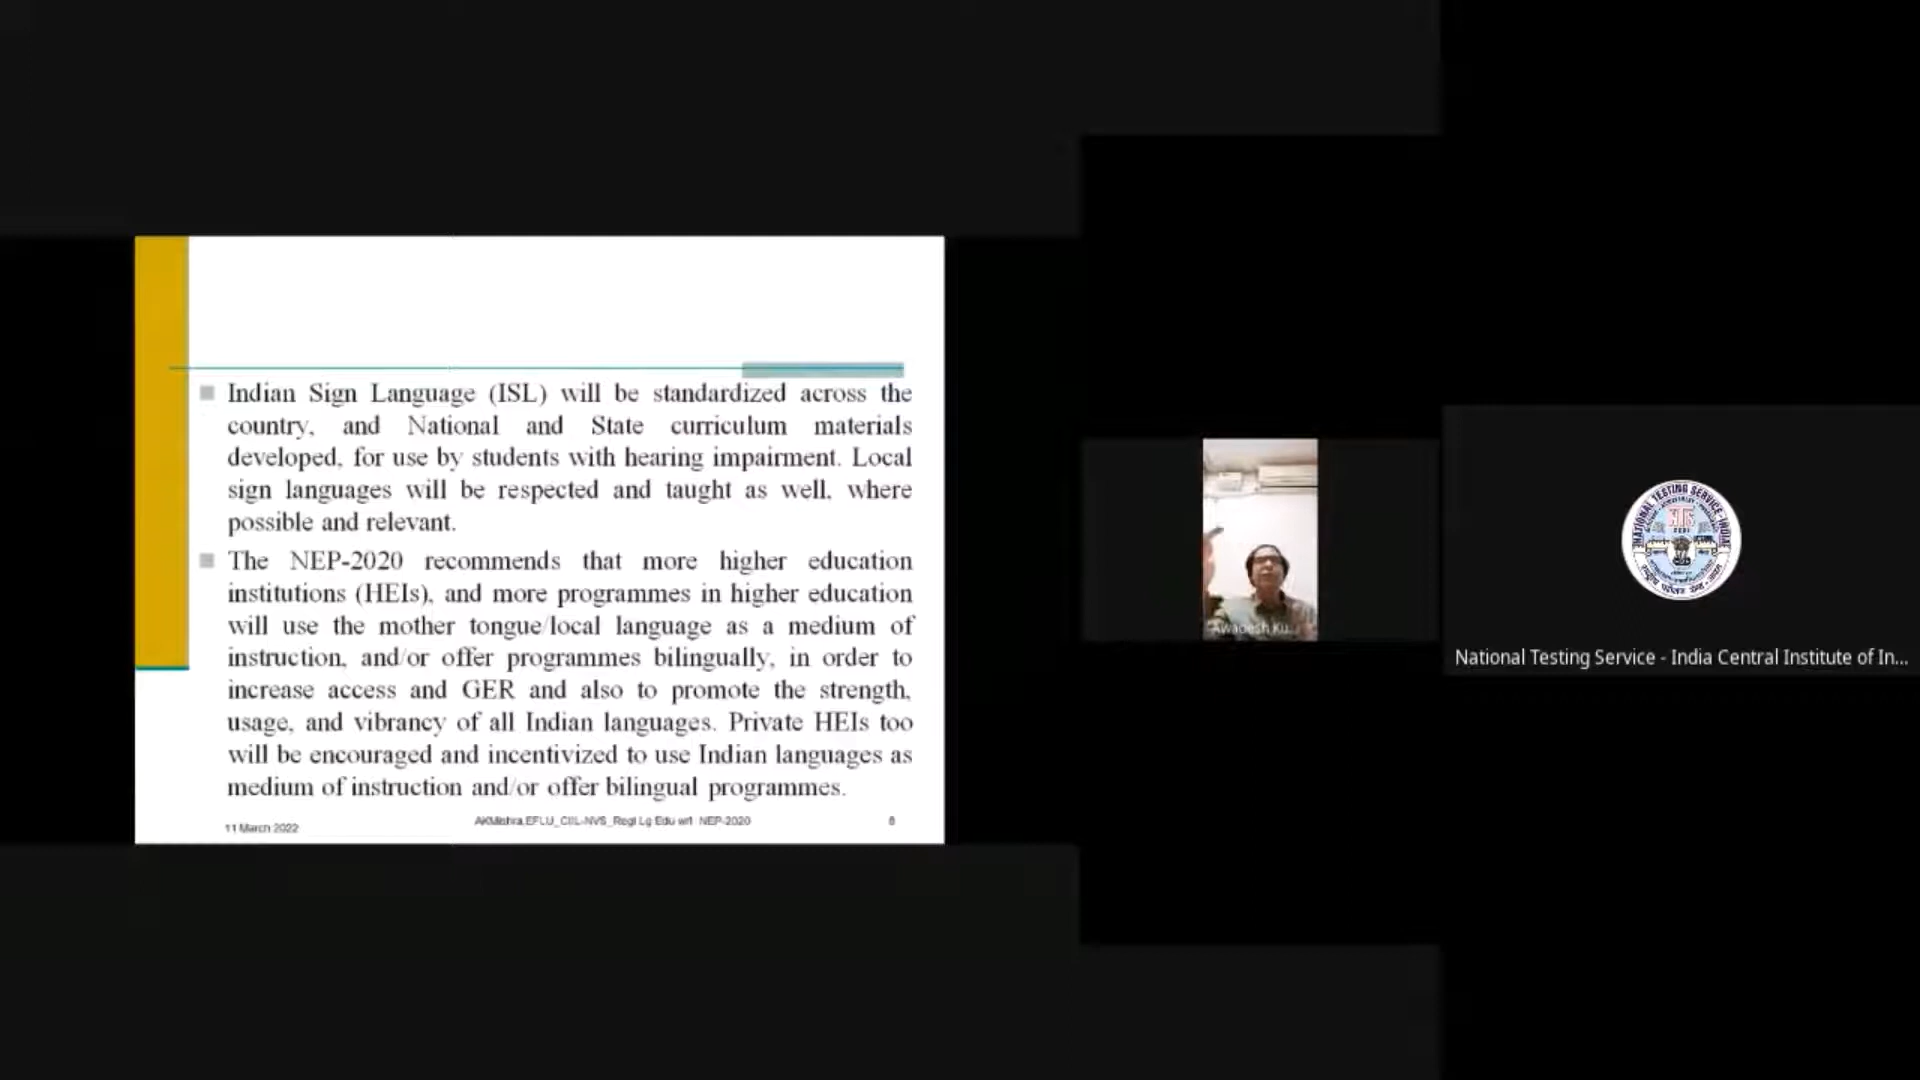 Indian Sign Language (ISL) will be standardized across the
country, and National and State curriculum materials
developed, for use by students with hearing impairment. Local
sign languages will be respected and taught as well, where
possible and relevant.
The NEP-2020 recommends that more higher education
institutions (HEIs), and more programmes in higher education
will use the mother tongue/local language as a medium of
instruction, and/or offer programmes bilingually, in order to
increase access and GER and also to promote the strength,
usage, and vibrancy of all Indian languages. Private HEIs too
will be encouraged and incentivized to use Indian languages as
medium of instruction and/or offer bilingual programmes.
11 March 2022
AKMishra,EFLU_CIIL-NVS_Regl Lg Edu wrt NEP-2020
Awadesh Ku...
NATIONAL TESTING SERVICE-INDIA
National Testing Service - India Central Institute of In...